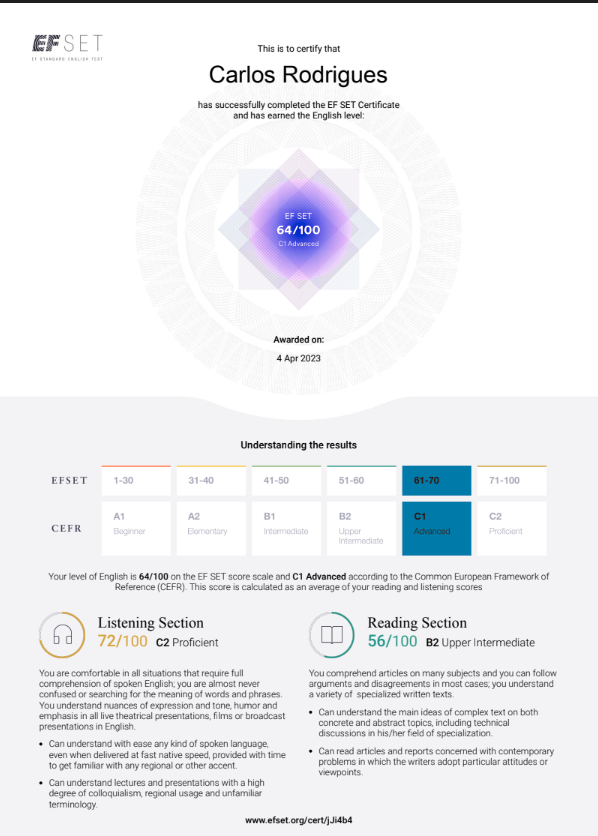 EF SET
EF STANDARD ENGLISH TEST
This is to certify that
Carlos Rodrigues
has successfully completed the EF SET Certificate
and has earned the English level:
EF SET
64/100
C1 Advanced
Awarded on:
4 Apr 2023
Understanding the results
EFSET 1-30 31-40 41-50 51-60 61-70 71-100
CEFR A1 A2 B1 B2 C1 C2
Beginner Elementary Intermediate Upper Intermediate Advanced Proficient
Your level of English is 64/100 on the EF SET score scale and C1 Advanced according to the Common European Framework of
Reference (CEFR). This score is calculated as an average of your reading and listening scores
Listening Section
72/100 C2 Proficient
You are comfortable in all situations that require full
comprehension of spoken English; you are almost never
confused or searching for the meaning of words and phrases.
You understand nuances of expression and tone, humor and
emphasis in all live theatrical presentations, films or broadcast
presentations in English.
• Can understand with ease any kind of spoken language,
even when delivered at fast native speed, provided with time
to get familiar with any regional or other accent.
• Can understand lectures and presentations with a high
degree of colloquialism, regional usage and unfamiliar
terminology.
Reading Section
56/100 B2 Upper Intermediate
You comprehend articles on many subjects and you can follow
arguments and disagreements in most cases; you understand
a variety of specialized written texts.
• Can understand the main ideas of complex text on both
concrete and abstract topics, including technical
discussions in his/her field of specialization.
• Can read articles and reports concerned with contemporary
problems in which the writers adopt particular attitudes or
viewpoints.
www.efset.org/cert/jJi4b4